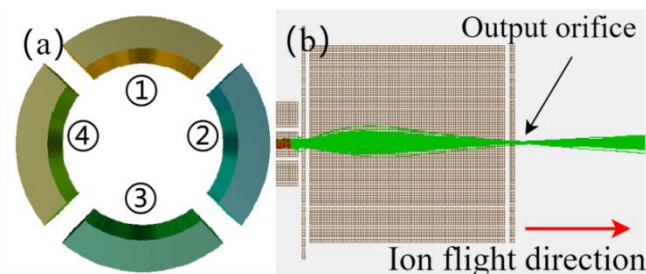 (a)
①
②
③
④
(b)
Output orifice
Ion flight direction